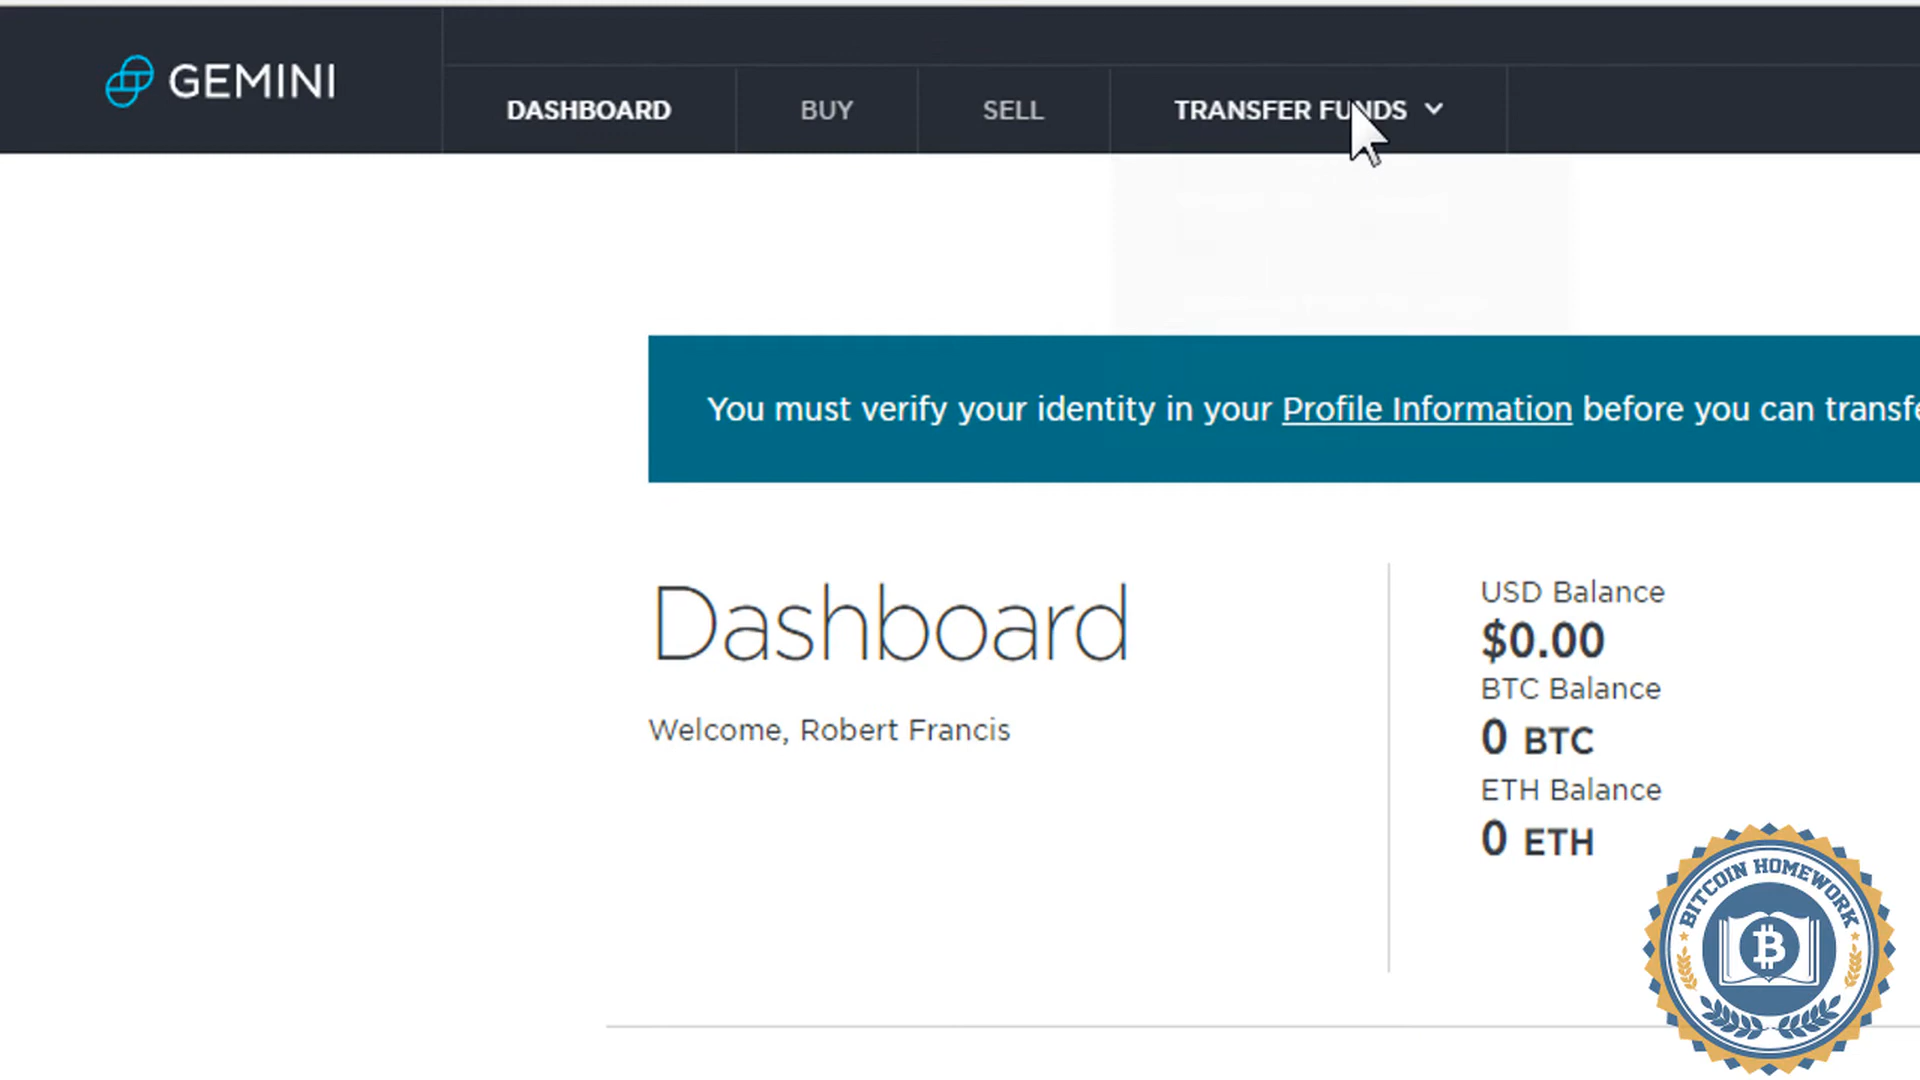 GEMINI
DASHBOARD
BUY
SELL
TRANSFER FUNDS
You must verify your identity in your Profile Information before you can
Dashboard
Welcome, Robert Francis
USD Balance
$0.00
BTC Balance
0 BTC
ETH Balance
0 ETH
BITCOIN HOMEWORK